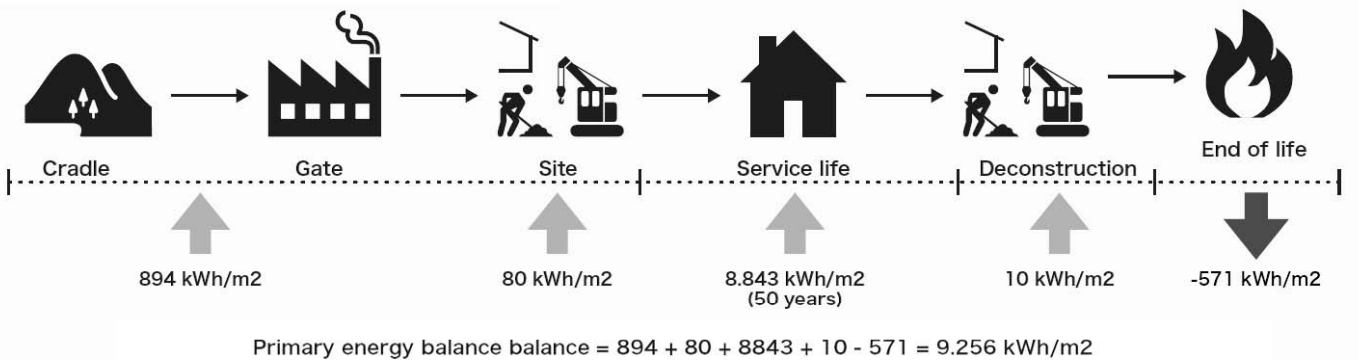 Cradle
Gate
Site
Service life
Deconstruction
End of life
894 kWh/m2
80 kWh/m2
8.843 kWh/m2
(50 years)
10 kWh/m2
-571 kWh/m2
Primary energy balance balance = 894 + 80 + 8843 + 10 - 571 = 9.256 kWh/m2